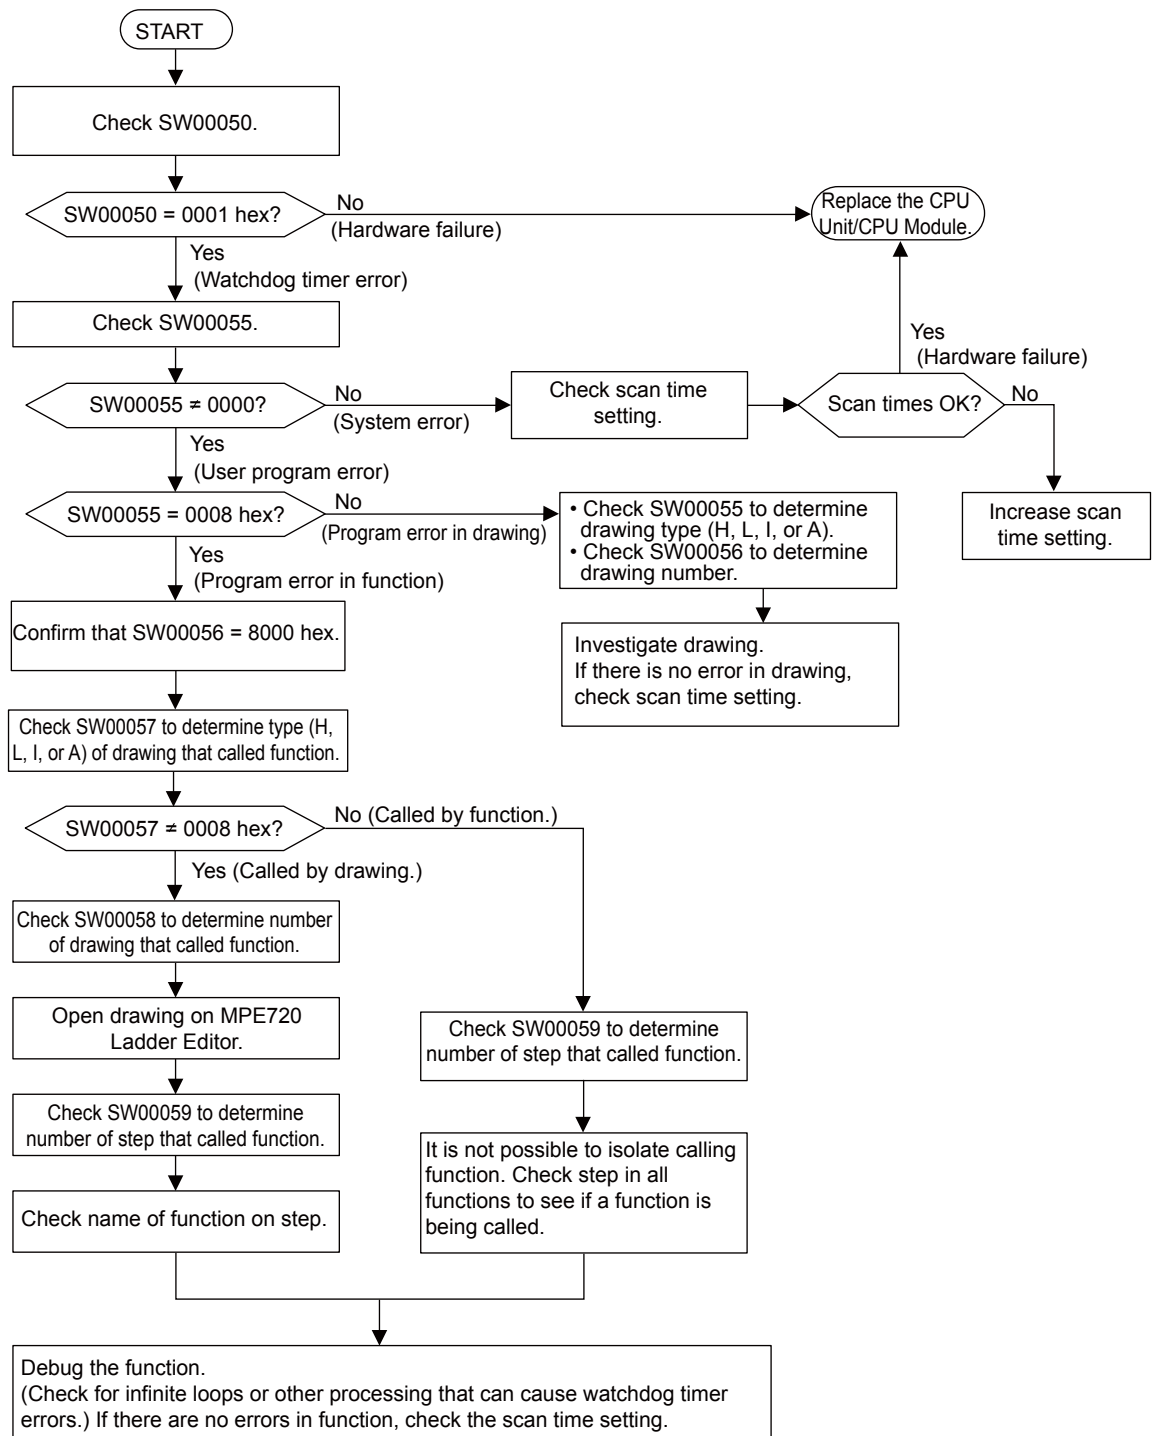 START
Check SW00050.
SW00050 = 0001 hex?
No
(Hardware failure)
Replace the CPU
Unit/CPU Module.
Yes
(Watchdog timer error)
Check SW00055.
Yes
(Hardware failure)
SW00055 ≠ 0000?
No
(System error)
Check scan time
setting.
Scan times OK?
No
Yes
(User program error)
SW00055 = 0008 hex?
No
(Program error in drawing)
• Check SW00055 to determine
drawing type (H, L, I, or A).
• Check SW00056 to determine
drawing number.
Increase scan
time setting.
Yes
(Program error in function)
Confirm that SW00056 = 8000 hex.
Investigate drawing.
If there is no error in drawing,
check scan time setting.
Check SW00057 to determine type (H,
L, I, or A) of drawing that called function.
SW00057 ≠ 0008 hex?
No (Called by function.)
Yes (Called by drawing.)
Check SW00058 to determine number
of drawing that called function.
Open drawing on MPE720
Ladder Editor.
Check SW00059 to determine
number of step that called function.
Check SW00059 to determine
number of step that called function.
Check name of function on step.
It is not possible to isolate calling
function. Check step in all
functions to see if a function is
being called.
Debug the function.
(Check for infinite loops or other processing that can cause watchdog timer
errors.) If there are no errors in function, check the scan time setting.